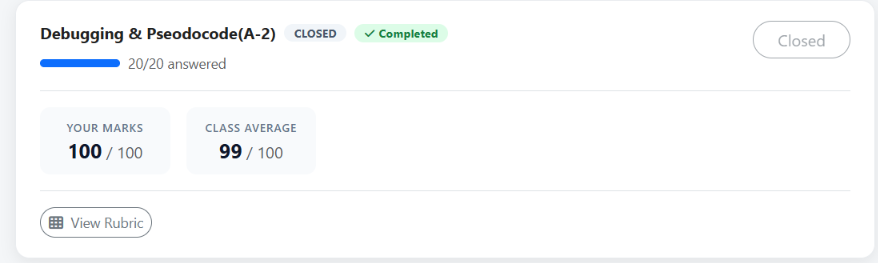 Debugging & Pseodocode(A-2) CLOSED ✓ Completed Closed
20/20 answered
YOUR MARKS CLASS AVERAGE
100 / 100 99 / 100
View Rubric